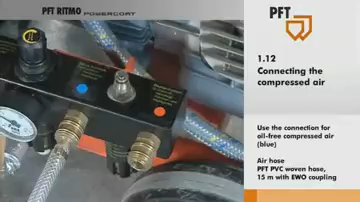 PFT RITMO POWERCOAT
PFT
1.12
Connecting the
compressed air
Use the connection for
oil-free compressed air
(blue)
Air hose
PFT PVC woven hose,
15 m with EWO coupling